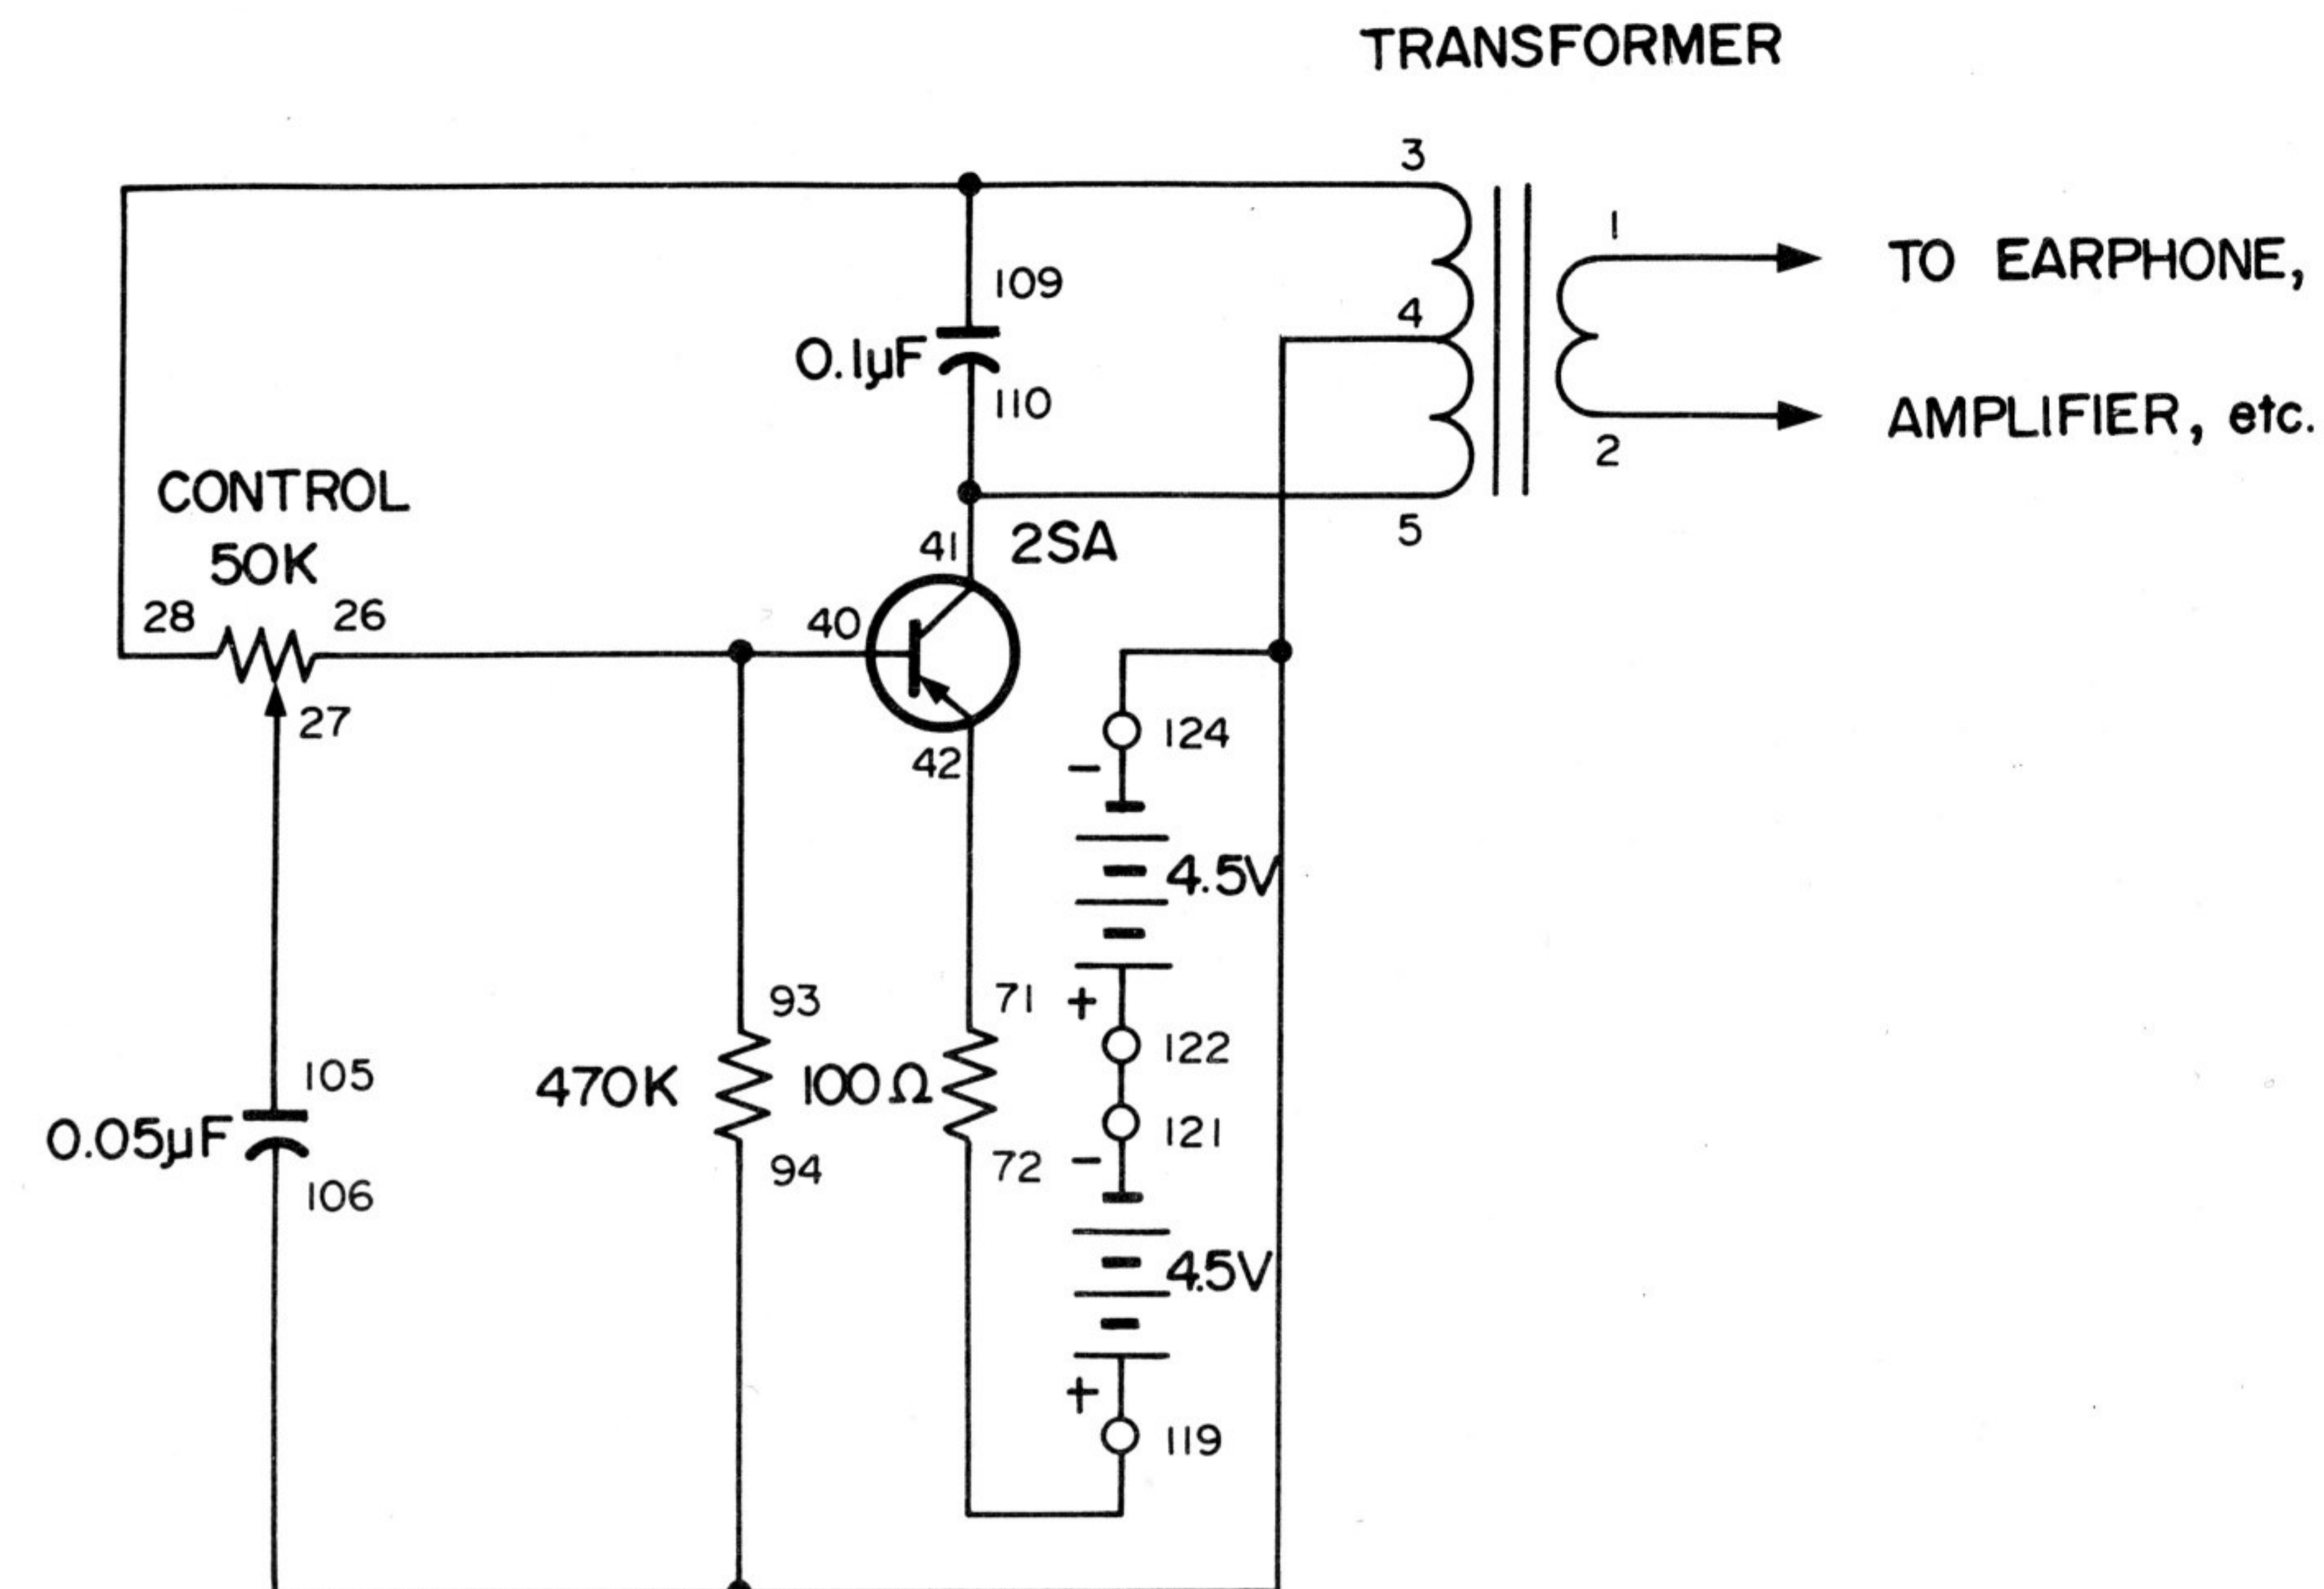 TRANSFORMER
3
1
TO EARPHONE,
109
4
0.1µF
110
AMPLIFIER, etc.
2
CONTROL
50K
41
2SA
5
28
26
40
27
42
124
-
4.5V
93
71
+
122
105
470K
100Ω
0.05µF
121
106
94
72
-
4.5V
+
119